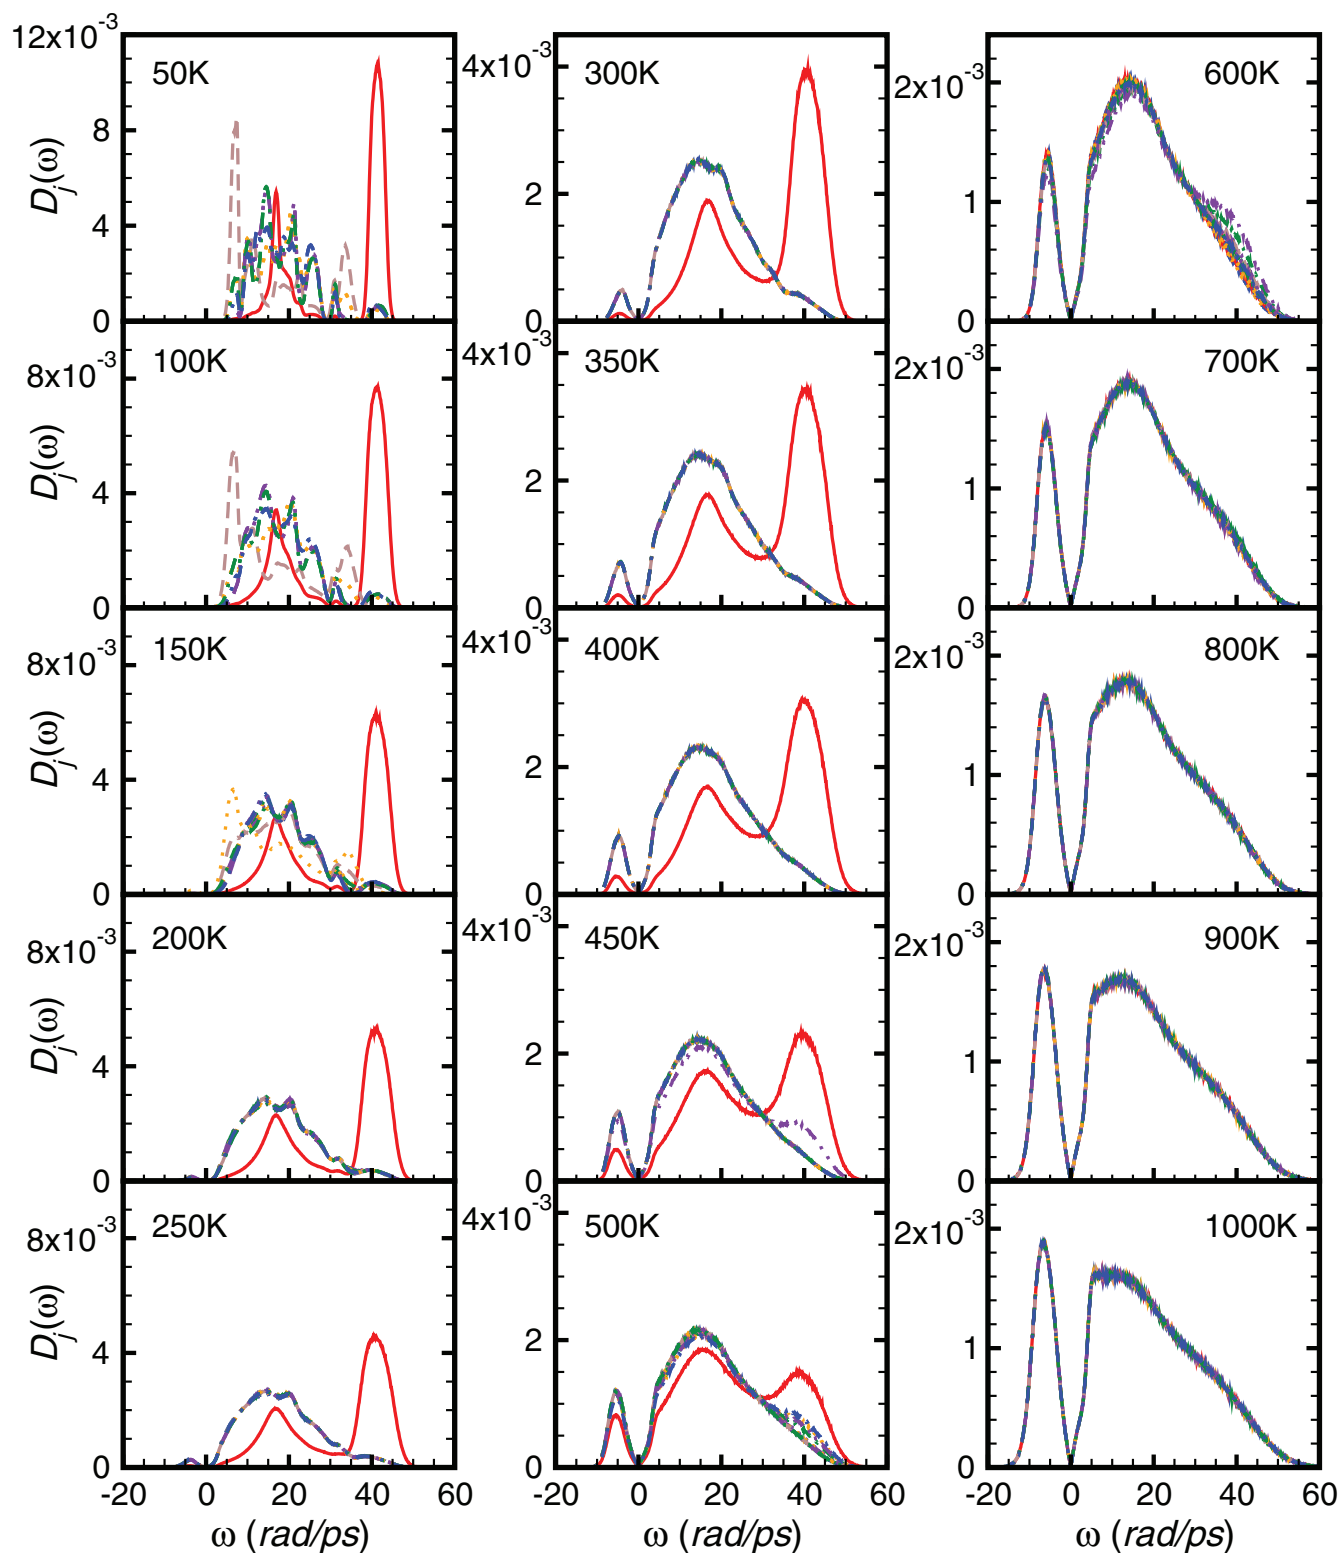 12x10⁻³
50K
8
4
0
D_j(ω)
4x10⁻³
300K
2
0
2x10⁻³
600K
1
0
8x10⁻³
100K
4
0
D_j(ω)
4x10⁻³
350K
2
0
2x10⁻³
700K
1
0
8x10⁻³
150K
4
0
D_j(ω)
4x10⁻³
400K
2
0
2x10⁻³
800K
1
0
8x10⁻³
200K
4
0
D_j(ω)
4x10⁻³
450K
2
0
2x10⁻³
900K
1
0
8x10⁻³
250K
4
0
D_j(ω)
4x10⁻³
500K
2
0
2x10⁻³
1000K
1
0
-20 0 20 40 60
-20 0 20 40 60
-20 0 20 40 60
ω (rad/ps)
ω (rad/ps)
ω (rad/ps)